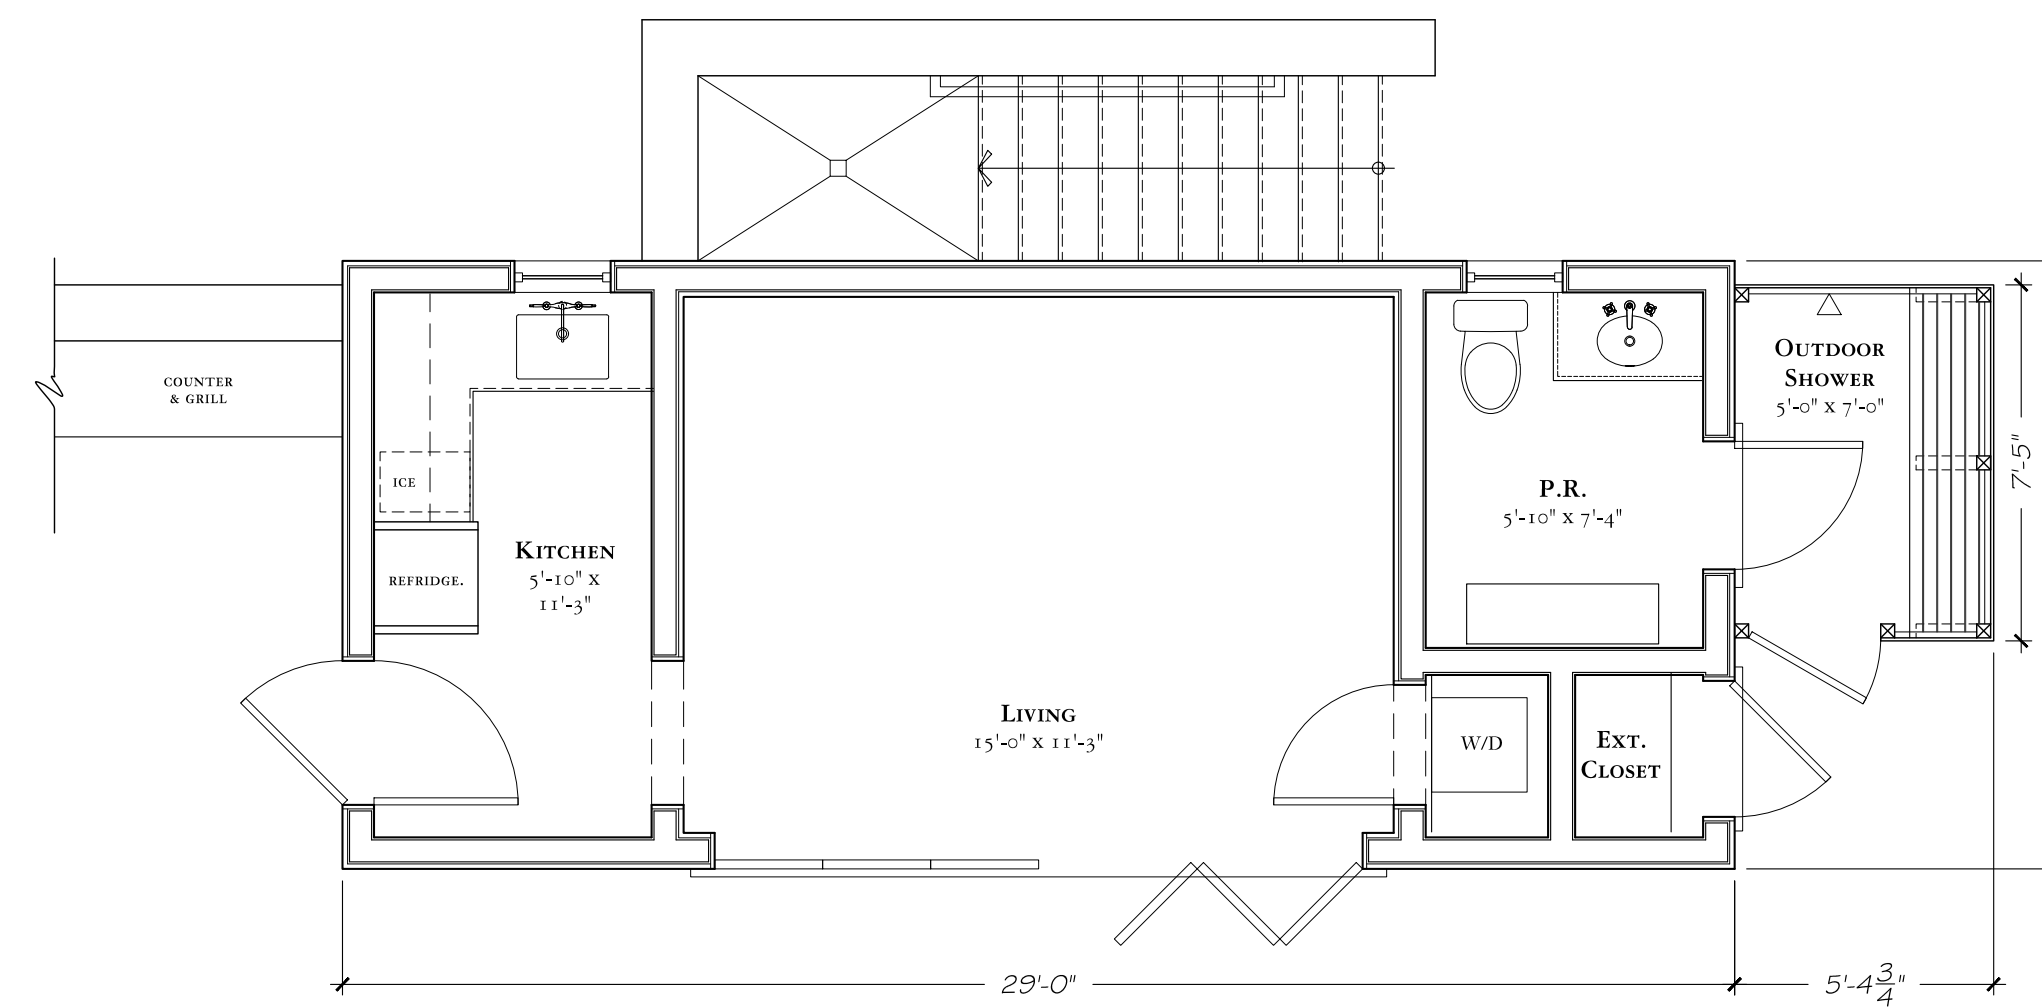 COUNTER
& GRILL
ICE
REFRIDGE.
KITCHEN
5'-10" X
11'-3"
LIVING
15'-0" X 11'-3"
P.R.
5'-10" X 7'-4"
W/D
EXT.
CLOSET
OUTDOOR
SHOWER
5'-0" X 7'-0"
7'-5"
29'-0"
5'-4 3/4"